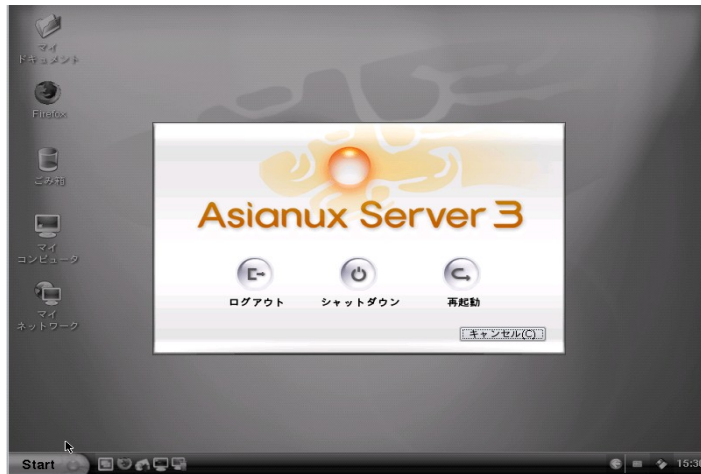 マイ
ドキュメント
Firefox
ごみ箱
マイ
コンピュータ
マイ
ネットワーク
Asianux Server 3
ログアウト
シャットダウン
再起動
キャンセル(C)
Start